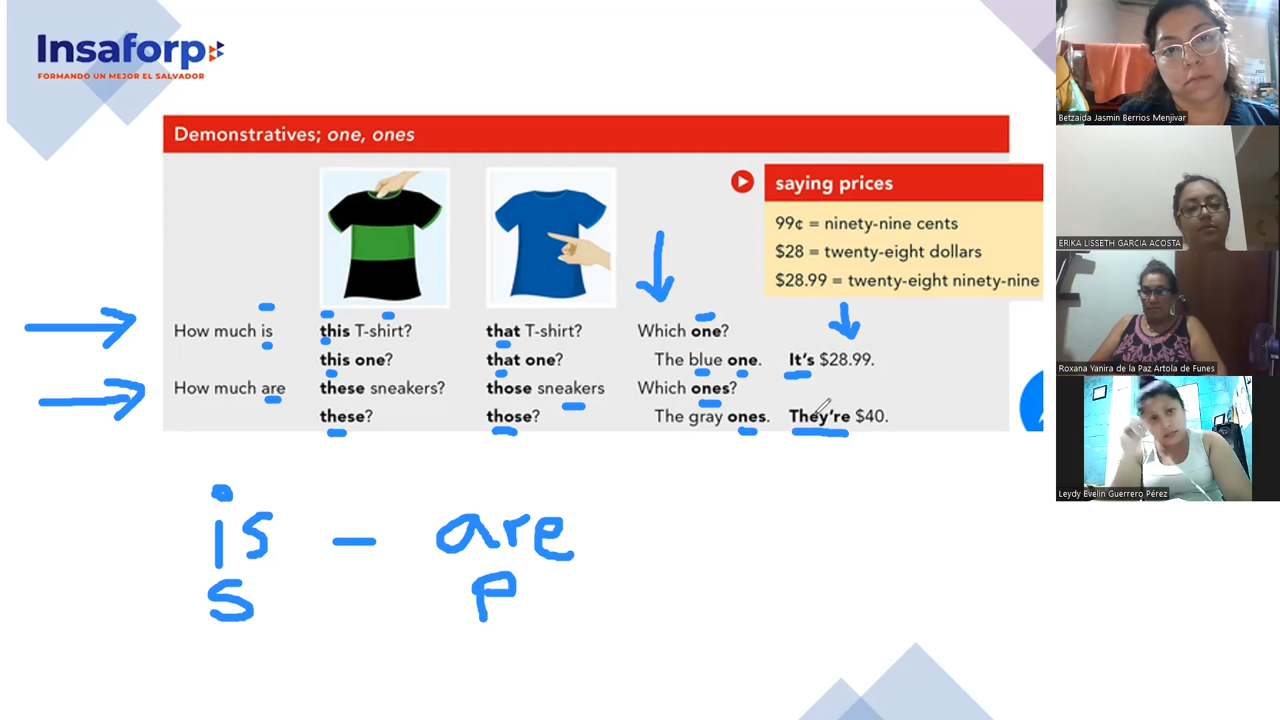 Insaforp
FORMANDO UN MEJOR EL SALVADOR
Demonstratives; one, ones
saying prices
99¢ = ninety-nine cents
$28 = twenty-eight dollars
$28.99 = twenty-eight ninety-nine
How much is this T-shirt? that T-shirt? Which one?
this one? that one? The blue one. It's $28.99.
How much are these sneakers? those sneakers Which ones?
these? those? The gray ones. They're $40.
is - are
S P
Betzaida Jasmin Berrios Menjivar
ERIKA LISSETH GARCIA ACOSTA
Roxana Yanira de la Paz Artola de Funes
Leydy Evelin Guerrero Pérez